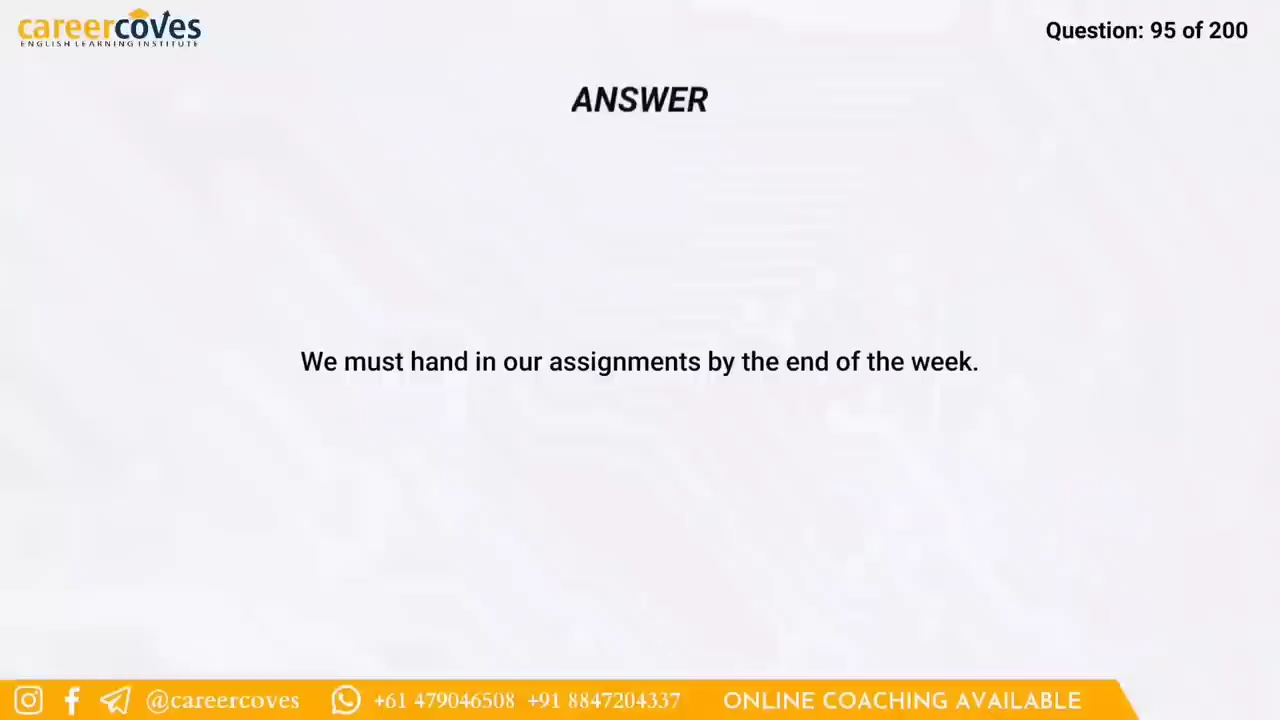 careercoves
ENGLISH LEARNING INSTITUTE
Question: 95 of 200
ANSWER
We must hand in our assignments by the end of the week.
@careercoves +61 479046508 +91 8847204337 ONLINE COACHING AVAILABLE